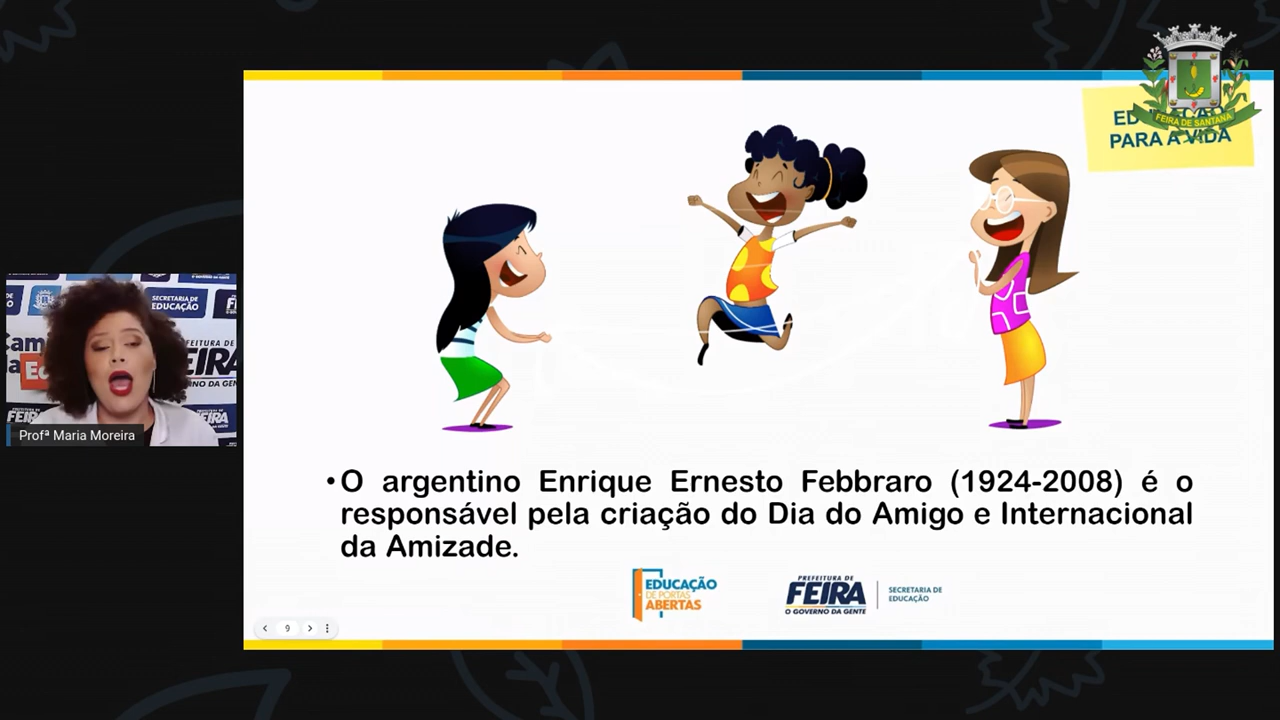 FEIRA DE SANTANA
PARA A VIDA
SECRETARIA DE
EDUCAÇÃO
FEIRA
Profª Maria Moreira
•O argentino Enrique Ernesto Febbraro (1924-2008) é o
responsável pela criação do Dia do Amigo e Internacional
da Amizade.
EDUCAÇÃO
DE PORTAS
ABERTAS
PREFEITURA DE
FEIRA
O GOVERNO DA GENTE
SECRETARIA DE
EDUCAÇÃO
9